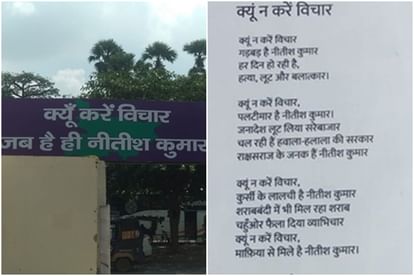 क्यूँ करें विचार
जब है ही नीतीश कुमार
क्यूं न करें विचार
क्यूं न करें विचार
गड़बड़ है नीतीश कुमार
हर दिन हो रही है,
हत्या, लूट और बलात्कार।
क्यूं न करें विचार,
पलटीमार है नीतीश कुमार।
जनादेश लूट लिया सरेबाजार
चल रही हैं हवाला-हलाला की सरकार
राक्षसराज के जनक हैं नीतीश कुमार
क्यूं न करें विचार,
कुर्सी के लालची है नीतीश कुमार
शराबबंदी में भी मिल रहा शराब
चहुँओर फैला दिया व्याभिचार
क्यूं न करें विचार,
माफ़िया से मिले है नीतीश कुमार।